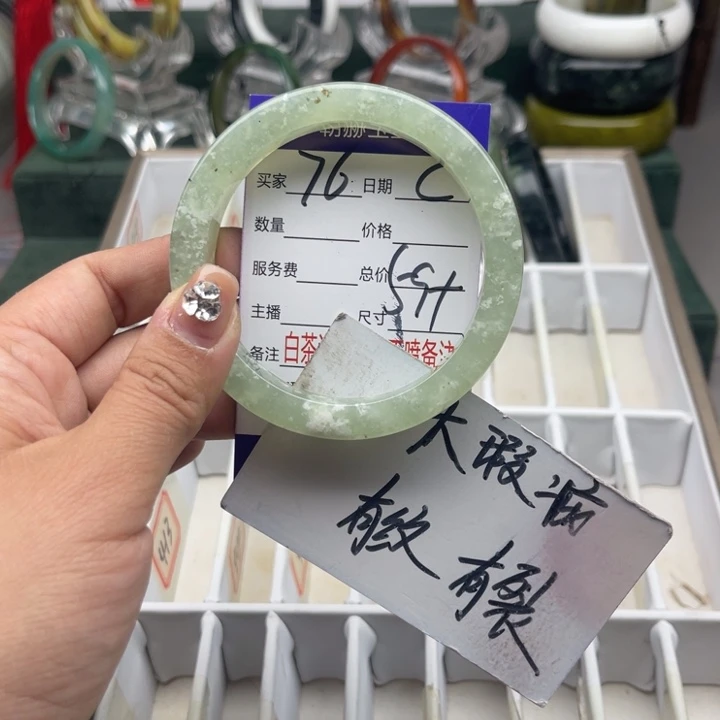 买家 76 日期 C
数量 价格
服务费 总价
主播 尺寸
备注 白茶
大瑕疵
有纹 有裂
413